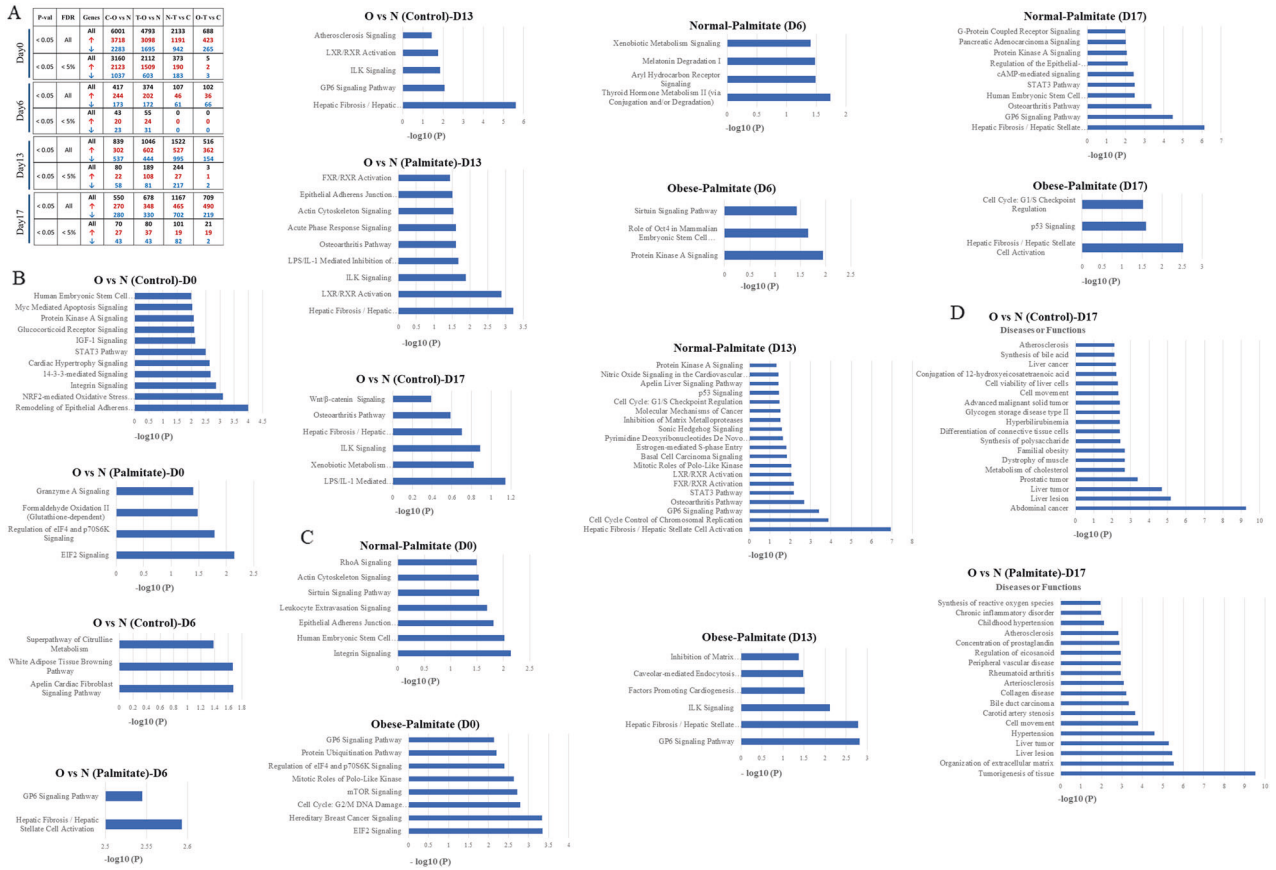 A
P-val FDR Genes C-O vs N T-O vs N N-T vs C O-T vs C
Day0
< 0.05 All All 6001 4793 2133 688
↑ 3718 3098 1191 423
↓ 2283 1695 942 265
< 0.05 < 5% All 3160 2112 373 5
↑ 2123 1509 190 2
↓ 1037 603 183 3
Day6
< 0.05 All All 417 374 107 102
↑ 244 202 46 36
↓ 173 172 61 66
< 0.05 < 5% All 43 55 0 0
↑ 20 24 0 0
↓ 23 31 0 0
Day13
< 0.05 All All 839 1046 1522 516
↑ 302 602 527 362
↓ 537 444 995 154
< 0.05 < 5% All 80 189 244 3
↑ 22 108 27 1
↓ 58 81 217 2
Day17
< 0.05 All All 550 678 1167 709
↑ 270 348 465 490
↓ 280 330 702 219
< 0.05 < 5% All 70 80 101 21
↑ 27 37 19 19
↓ 43 43 82 2
B
O vs N (Control)-D0
Human Embryonic Stem Cell...
Myc Mediated Apoptosis Signaling
Protein Kinase A Signaling
Glucocorticoid Receptor Signaling
IGF-1 Signaling
STAT3 Pathway
Cardiac Hypertrophy Signaling
14-3-3-mediated Signaling
Integrin Signaling
NRF2-mediated Oxidative Stress...
Remodeling of Epithelial Adherens...
0 0.5 1 1.5 2 2.5 3 3.5 4 4.5
-log10 (P)
O vs N (Palmitate)-D0
Granzyme A Signaling
Formaldehyde Oxidation II
(Glutathione-dependent)
Regulation of eIF4 and p70S6K
Signaling
EIF2 Signaling
0 0.5 1 1.5 2 2.5
-log10 (P)
O vs N (Control)-D6
Superpathway of Citrulline
Metabolism
White Adipose Tissue Browning
Pathway
Apelin Cardiac Fibroblast
Signaling Pathway
0 0.2 0.4 0.6 0.8 1 1.2 1.4 1.6 1.8
-log10 (P)
O vs N (Palmitate)-D6
GP6 Signaling Pathway
Hepatic Fibrosis / Hepatic
Stellate Cell Activation
2.5 2.55 2.6
-log10 (P)
O vs N (Control)-D13
Atherosclerosis Signaling
LXR/RXR Activation
ILK Signaling
GP6 Signaling Pathway
Hepatic Fibrosis / Hepatic...
0 1 2 3 4 5 6
-log10 (P)
O vs N (Palmitate)-D13
FXR/RXR Activation
Epithelial Adherens Junction...
Actin Cytoskeleton Signaling
Acute Phase Response Signaling
Osteoarthritis Pathway
LPS/IL-1 Mediated Inhibition of...
ILK Signaling
LXR/RXR Activation
Hepatic Fibrosis / Hepatic...
0 0.5 1 1.5 2 2.5 3 3.5
-log10 (P)
O vs N (Control)-D17
Wnt/β-catenin Signaling
Osteoarthritis Pathway
Hepatic Fibrosis / Hepatic...
ILK Signaling
Xenobiotic Metabolism...
LPS/IL-1 Mediated...
0 0.2 0.4 0.6 0.8 1 1.2
-log10 (P)
C
Normal-Palmitate (D0)
RhoA Signaling
Actin Cytoskeleton Signaling
Sirtuin Signaling Pathway
Leukocyte Extravasation Signaling
Epithelial Adherens Junction...
Human Embryonic Stem Cell...
Integrin Signaling
0 0.5 1 1.5 2 2.5
-log10 (P)
Obese-Palmitate (D0)
GP6 Signaling Pathway
Protein Ubiquitination Pathway
Regulation of eIF4 and p70S6K Signaling
Mitotic Roles of Polo-Like Kinase
mTOR Signaling
Cell Cycle: G2/M DNA Damage...
Hereditary Breast Cancer Signaling
EIF2 Signaling
0 0.5 1 1.5 2 2.5 3 3.5 4
- log10 (P)
Normal-Palmitate (D6)
Xenobiotic Metabolism Signaling
Melatonin Degradation I
Aryl Hydrocarbon Receptor
Signaling
Thyroid Hormone Metabolism II (via
Conjugation and/or Degradation)
0 0.5 1 1.5 2
-log10 (P)
Obese-Palmitate (D6)
Sirtuin Signaling Pathway
Role of Oct4 in Mammalian
Embryonic Stem Cell...
Protein Kinase A Signaling
0 0.5 1 1.5 2 2.5 3
-log10 (P)
Normal-Palmitate (D13)
Protein Kinase A Signaling
Nitric Oxide Signaling in the Cardiovascular...
Apelin Liver Signaling Pathway
p53 Signaling
Cell Cycle: G1/S Checkpoint Regulation
Molecular Mechanisms of Cancer
Inhibition of Matrix Metalloproteases
Sonic Hedgehog Signaling
Pyrimidine Deoxyribonucleotides De Novo...
Estrogen-mediated S-phase Entry
Basal Cell Carcinoma Signaling
Mitotic Roles of Polo-Like Kinase
LXR/RXR Activation
FXR/RXR Activation
STAT3 Pathway
Osteoarthritis Pathway
GP6 Signaling Pathway
Cell Cycle Control of Chromosomal Replication
Hepatic Fibrosis / Hepatic Stellate Cell Activation
0 1 2 3 4 5 6 7 8
-log10 (P)
Obese-Palmitate (D13)
Inhibition of Matrix...
Caveolar-mediated Endocytosis...
Factors Promoting Cardiogenesis...
ILK Signaling
Hepatic Fibrosis / Hepatic Stellate...
GP6 Signaling Pathway
0 0.5 1 1.5 2 2.5 3
- log10 (P)
Normal-Palmitate (D17)
G-Protein Coupled Receptor Signaling
Pancreatic Adenocarcinoma Signaling
Protein Kinase A Signaling
Regulation of the Epithelial-...
cAMP-mediated signaling
STAT3 Pathway
Human Embryonic Stem Cell...
Osteoarthritis Pathway
GP6 Signaling Pathway
Hepatic Fibrosis / Hepatic Stellate...
0 1 2 3 4 5 6 7
-log10 (P)
Obese-Palmitate (D17)
Cell Cycle: G1/S Checkpoint
Regulation
p53 Signaling
Hepatic Fibrosis / Hepatic Stellate
Cell Activation
0 0.5 1 1.5 2 2.5 3
-log10 (P)
D
O vs N (Control)-D17
Diseases or Functions
Atherosclerosis
Synthesis of bile acid
Liver cancer
Conjugation of 12-hydroxyeicosatetraenoic acid
Cell viability of liver cells
Cell movement
Advanced malignant solid tumor
Glycogen storage disease type II
Hyperbilirubinemia
Differentiation of connective tissue cells
Synthesis of polysaccharide
Familial obesity
Dystrophy of muscle
Metabolism of cholesterol
Prostatic tumor
Liver tumor
Liver lesion
Abdominal cancer
0 1 2 3 4 5 6 7 8 9 10
-log10 (P)
O vs N (Palmitate)-D17
Diseases or Functions
Synthesis of reactive oxygen species
Chronic inflammatory disorder
Childhood hypertension
Atherosclerosis
Concentration of prostaglandin
Regulation of eicosanoid
Peripheral vascular disease
Rheumatoid arthritis
Arteriosclerosis
Collagen disease
Bile duct carcinoma
Carotid artery stenosis
Cell movement
Hypertension
Liver tumor
Liver lesion
Organization of extracellular matrix
Tumorigenesis of tissue
0 1 2 3 4 5 6 7 8 9 10
-log10 (P)